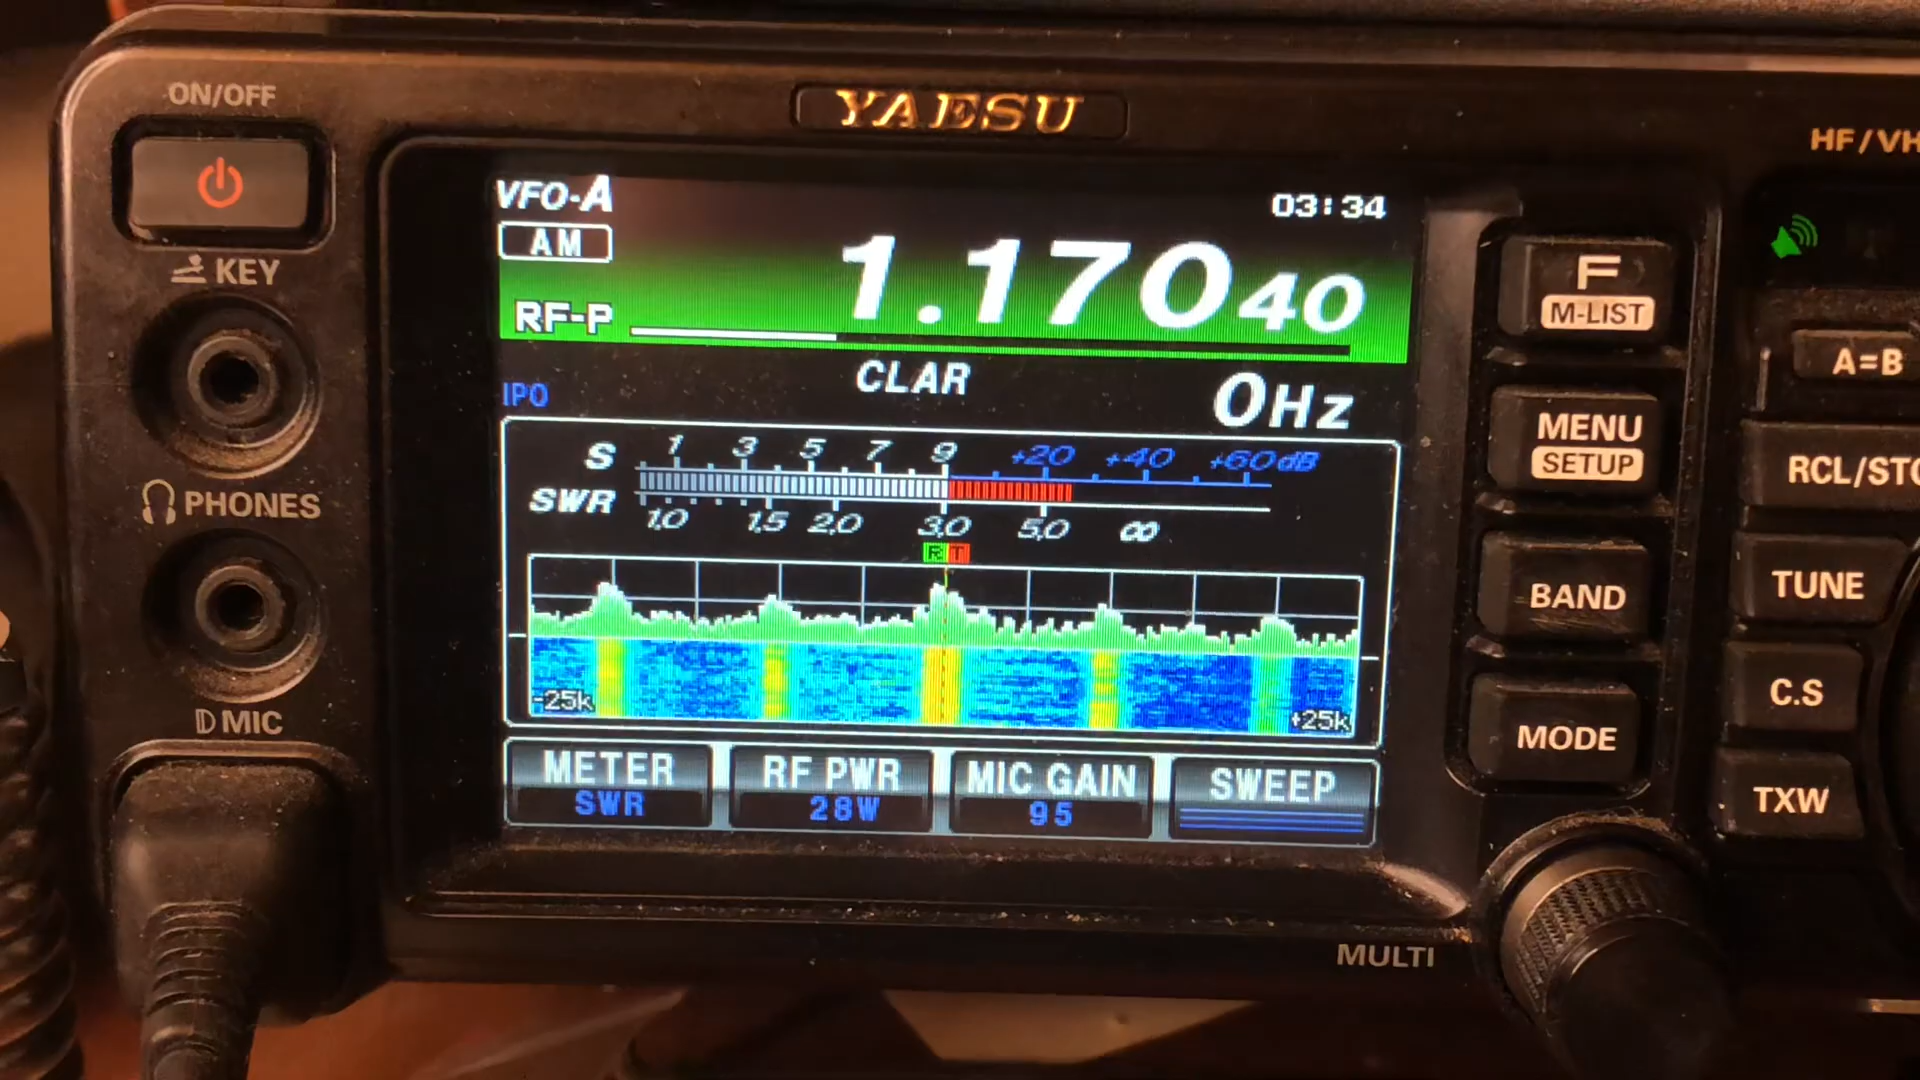 ON/OFF
YAESU
HF/VH
VFO-A
03:34
AM
1.170 40
RF-P
KEY
F
M-LIST
A=B
CLAR
0Hz
IPO
MENU
SETUP
S 1 3 5 7 9 +20 +40 +60dB
RCL/STO
SWR 1,0 1,5 2,0 3,0 5,0 ∞
PHONES
R T
BAND
TUNE
-25k
+25k
C.S
MIC
MODE
METER
SWR
RF PWR
28W
MIC GAIN
95
SWEEP
TXW
MULTI